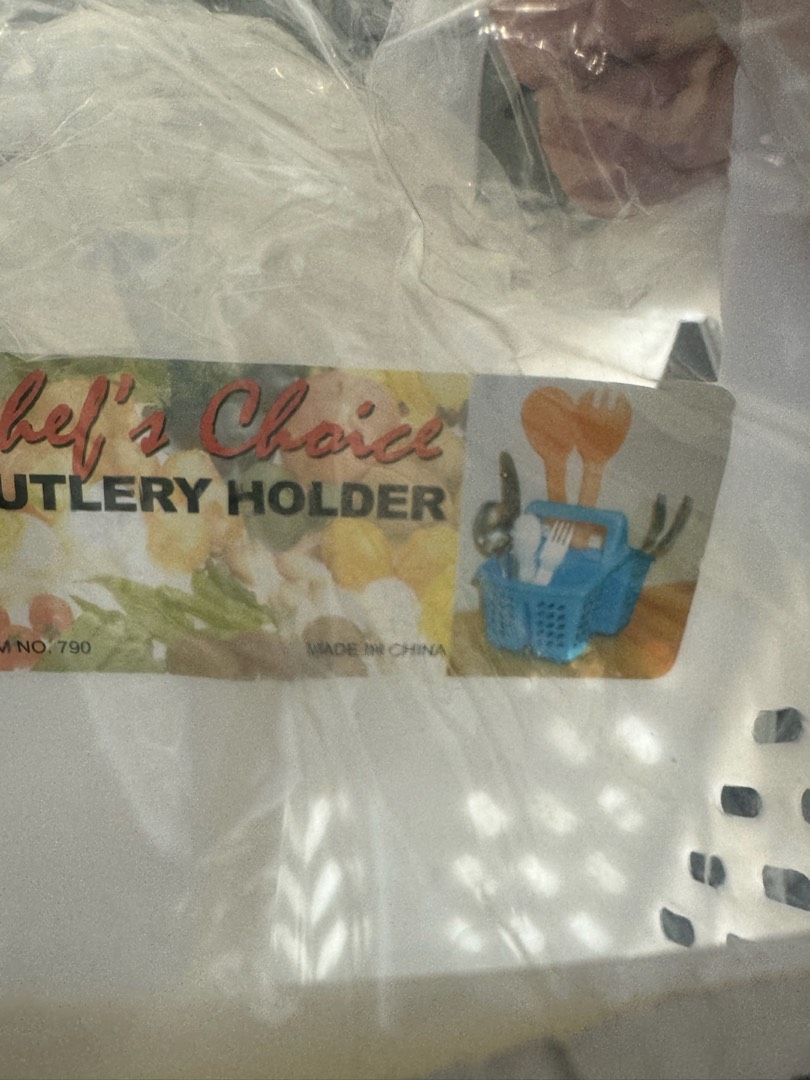 hef's Choice
UTLERY HOLDER
M NO. 790
MADE IN CHINA